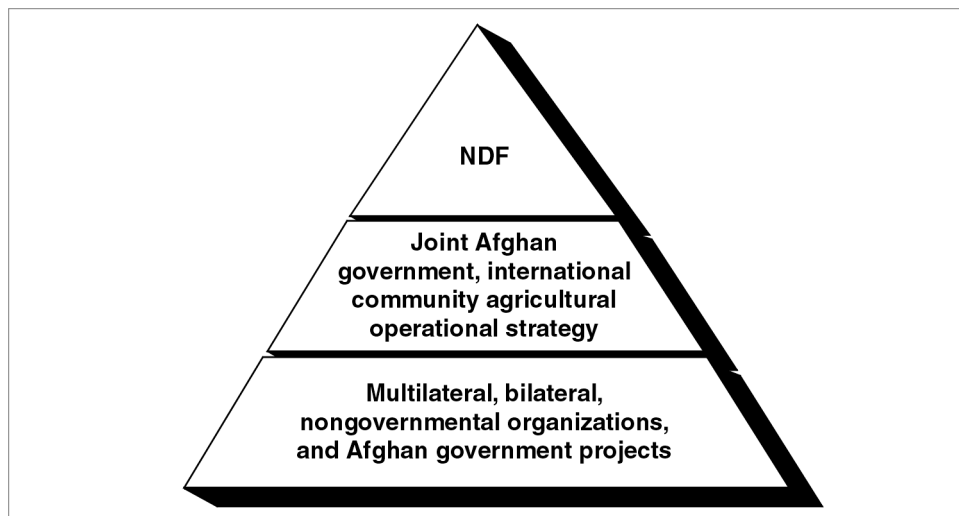 NDF
Joint Afghan
government, international
community agricultural
operational strategy
Multilateral, bilateral,
nongovernmental organizations,
and Afghan government projects